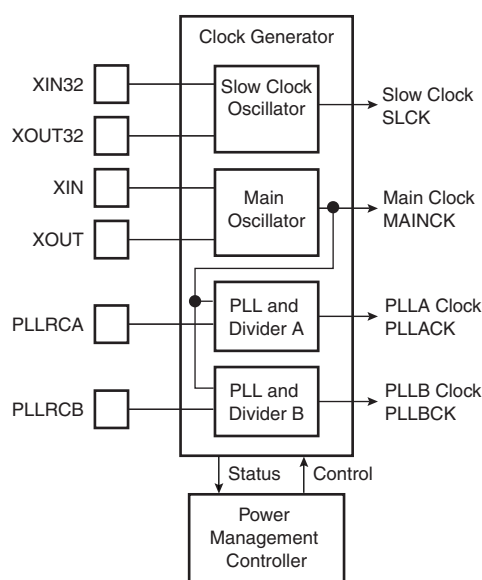 Clock Generator
XIN32
Slow Clock
Oscillator
Slow Clock
SLCK
XOUT32
XIN
Main
Oscillator
Main Clock
MAINCK
XOUT
PLLRCA
PLL and
Divider A
PLLA Clock
PLLACK
PLLRCB
PLL and
Divider B
PLLB Clock
PLLBCK
Status
Control
Power
Management
Controller